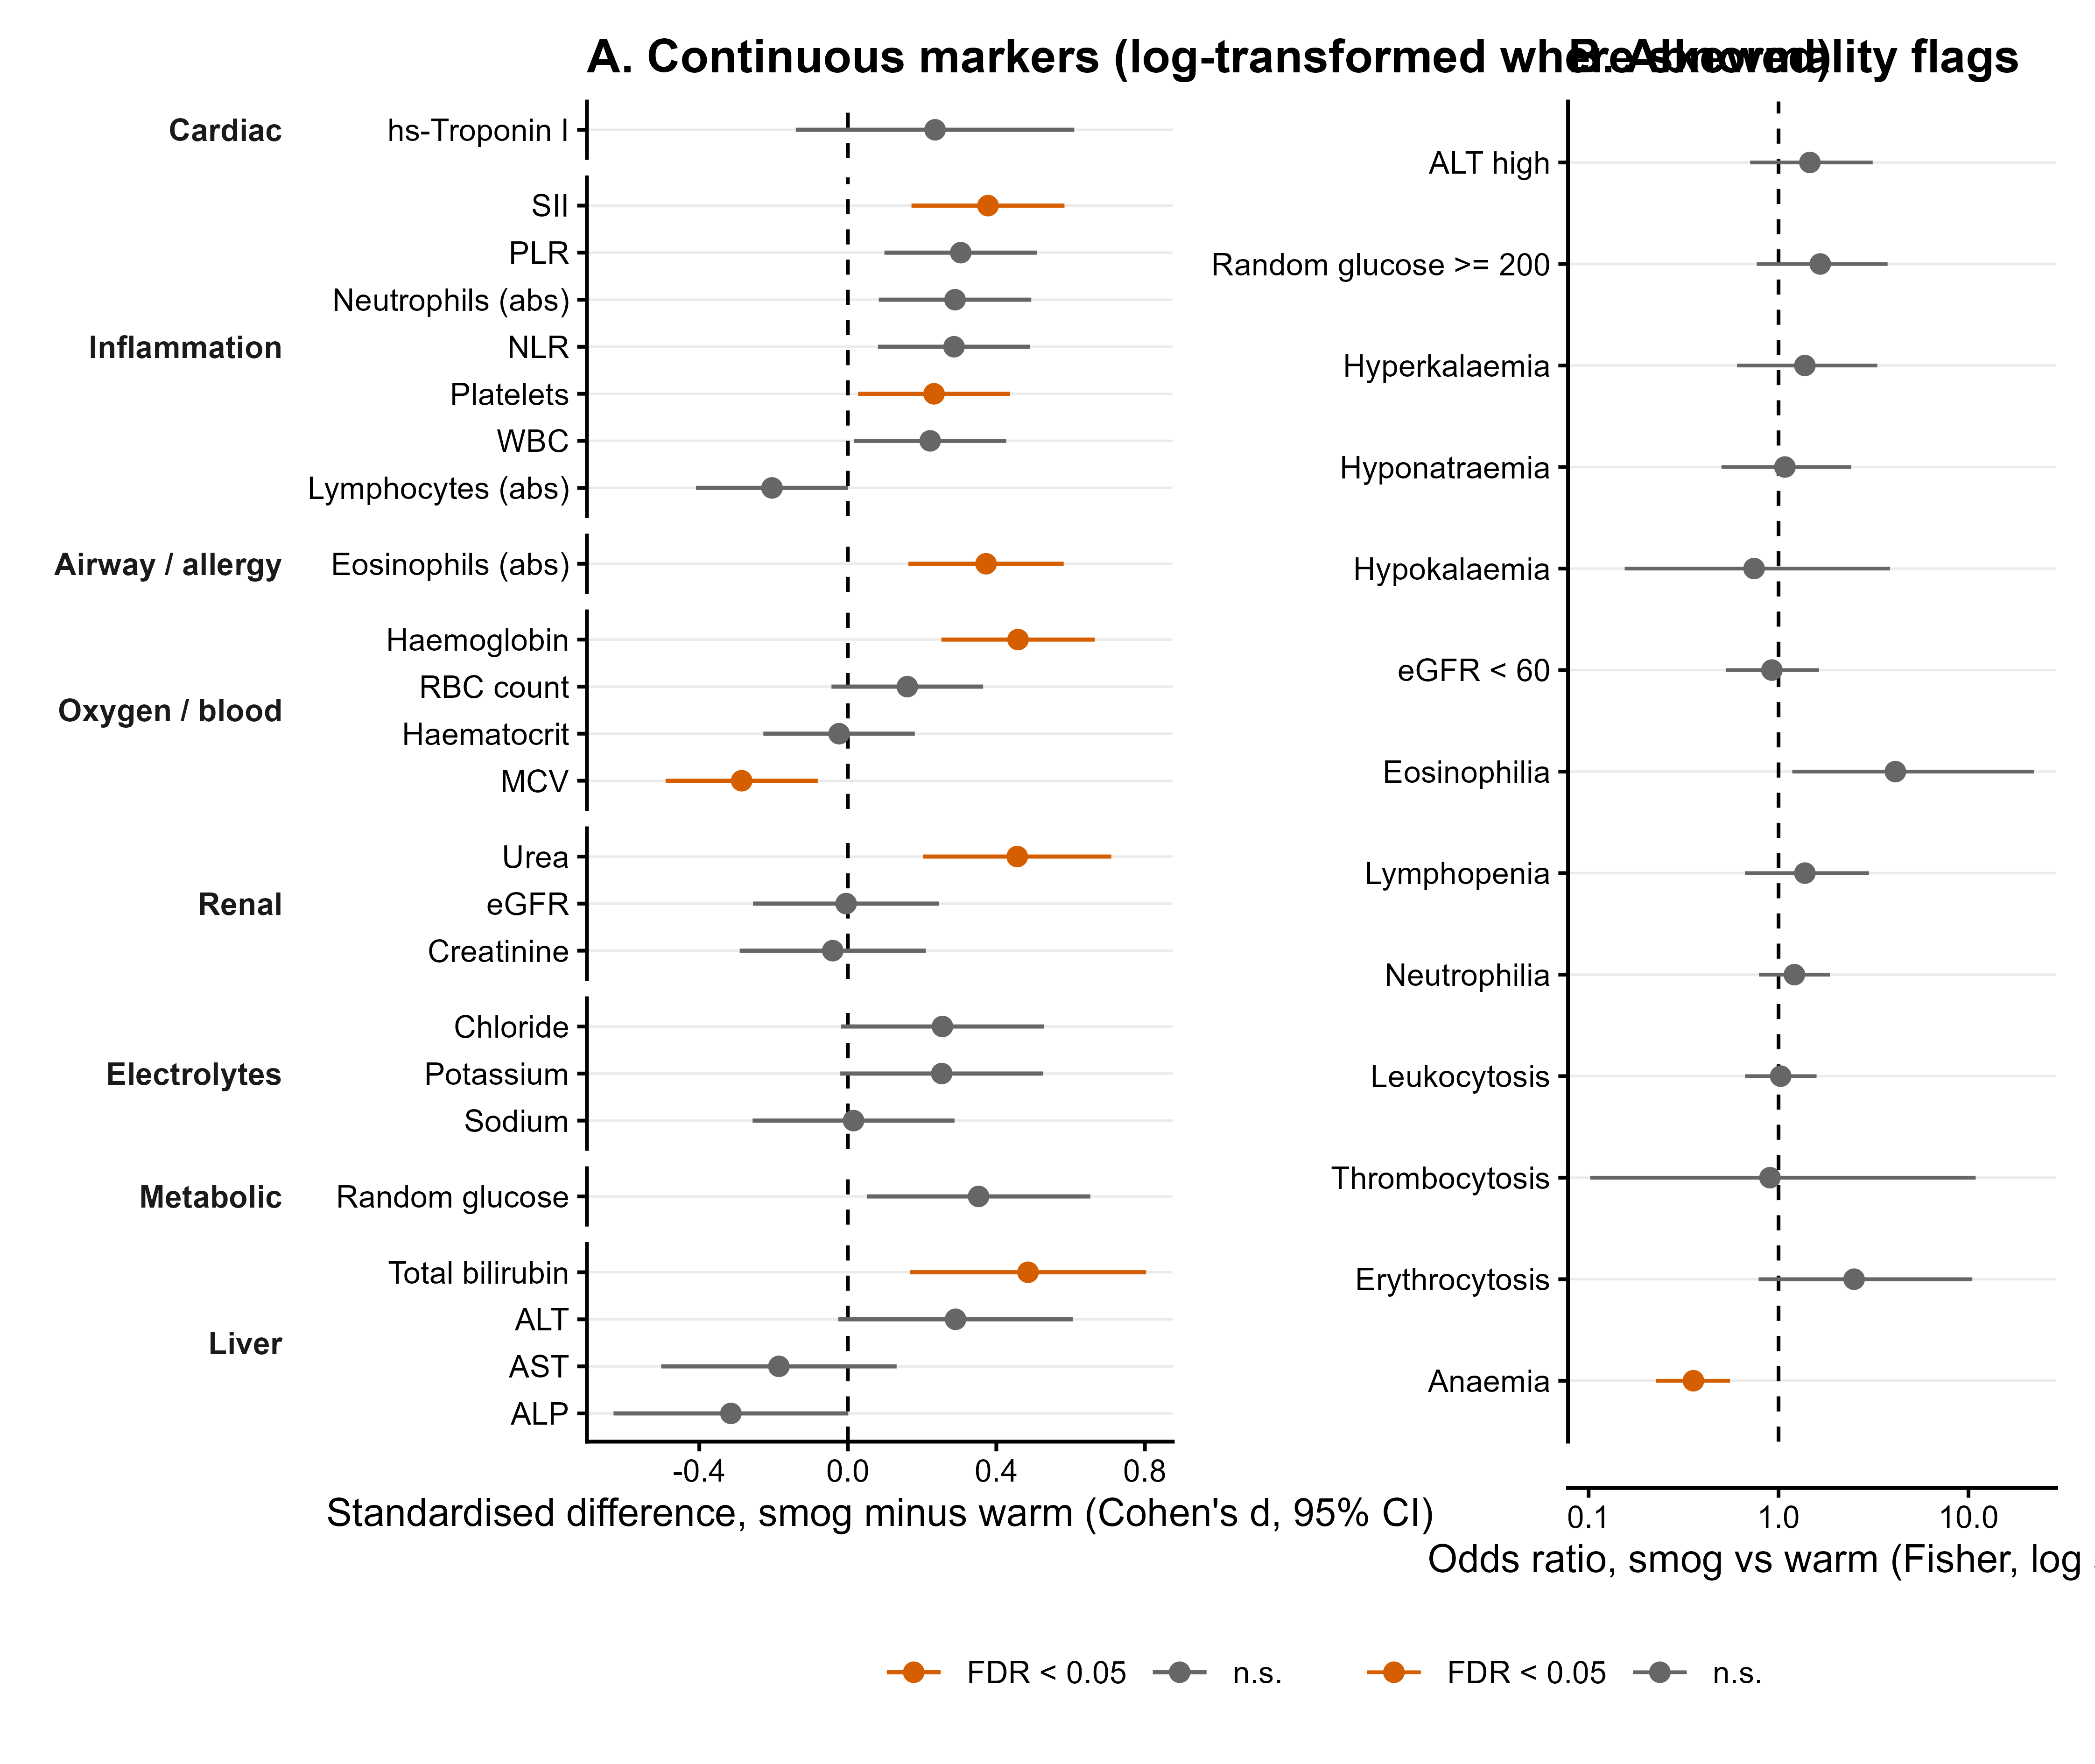 A. Continuous markers (log-transformed where skewed)
B. Abnormality flags
Cardiac
hs-Troponin I
Inflammation
SII
PLR
Neutrophils (abs)
NLR
Platelets
WBC
Lymphocytes (abs)
Airway / allergy
Eosinophils (abs)
Oxygen / blood
Haemoglobin
RBC count
Haematocrit
MCV
Renal
Urea
eGFR
Creatinine
Electrolytes
Chloride
Potassium
Sodium
Metabolic
Random glucose
Liver
Total bilirubin
ALT
AST
ALP
-0.4 0.0 0.4 0.8
Standardised difference, smog minus warm (Cohen's d, 95% CI)
ALT high
Random glucose >= 200
Hyperkalaemia
Hyponatraemia
Hypokalaemia
eGFR < 60
Eosinophilia
Lymphopenia
Neutrophilia
Leukocytosis
Thrombocytosis
Erythrocytosis
Anaemia
0.1 1.0 10.0
Odds ratio, smog vs warm (Fisher, log
FDR < 0.05 n.s. FDR < 0.05 n.s.